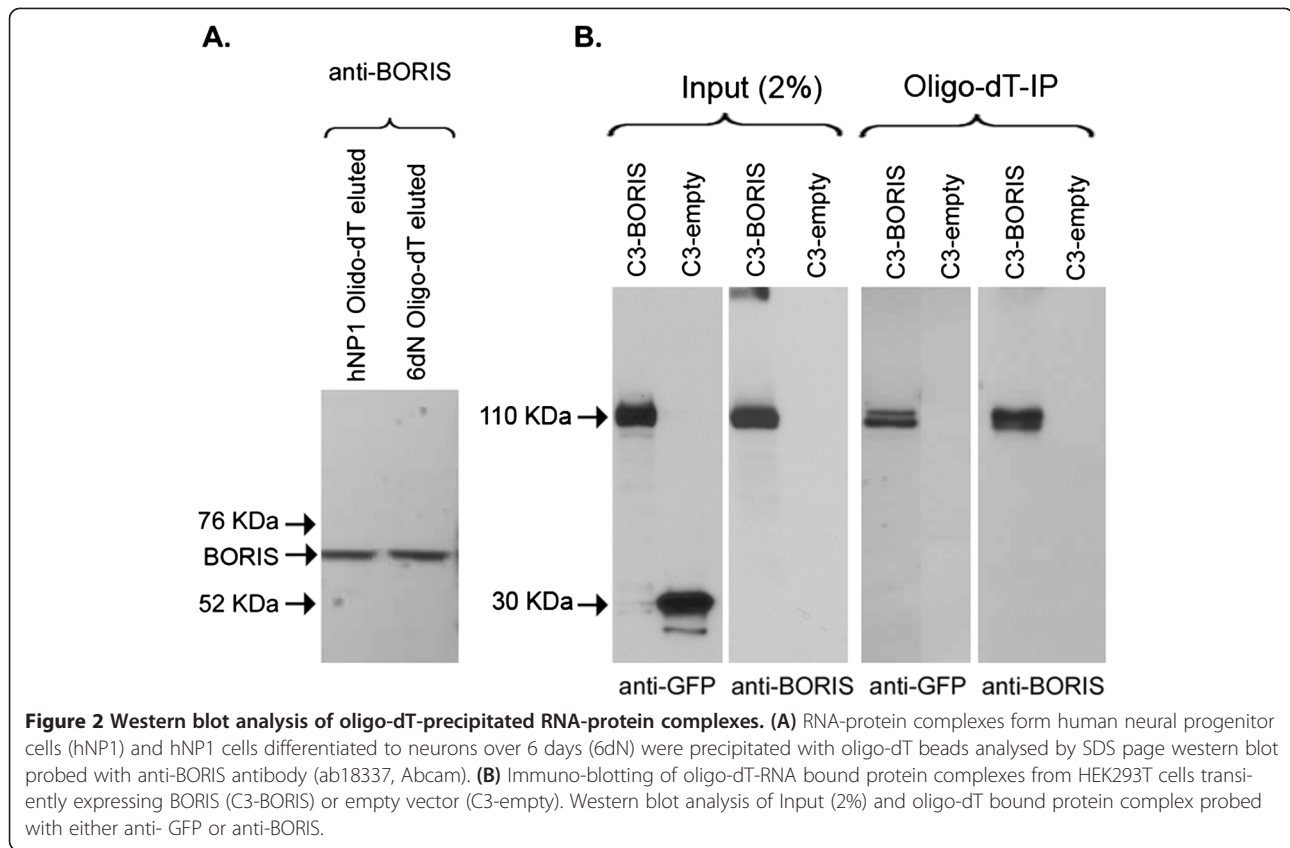 A.
anti-BORIS
hNP1 Olido-dT eluted
6dN Oligo-dT eluted
76 KDa
BORIS
52 KDa
B.
Input (2%)
Oligo-dT-IP
C3-BORIS
C3-empty
C3-BORIS
C3-empty
C3-BORIS
C3-empty
C3-BORIS
C3-empty
110 KDa
30 KDa
anti-GFP
anti-BORIS
anti-GFP
anti-BORIS
Figure 2 Western blot analysis of oligo-dT-precipitated RNA-protein complexes. (A) RNA-protein complexes form human neural progenitor
cells (hNP1) and hNP1 cells differentiated to neurons over 6 days (6dN) were precipitated with oligo-dT beads analysed by SDS page western blot
probed with anti-BORIS antibody (ab18337, Abcam). (B) Immuno-blotting of oligo-dT-RNA bound protein complexes from HEK293T cells transi-
ently expressing BORIS (C3-BORIS) or empty vector (C3-empty). Western blot analysis of Input (2%) and oligo-dT bound protein complex probed
with either anti- GFP or anti-BORIS.